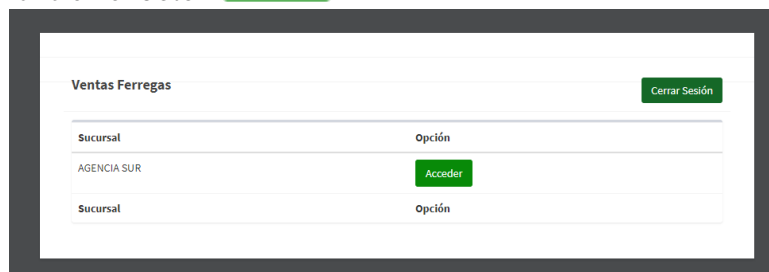 Ventas Ferregas
Cerrar Sesión
Sucursal Opción
AGENCIA SUR Acceder
Sucursal Opción